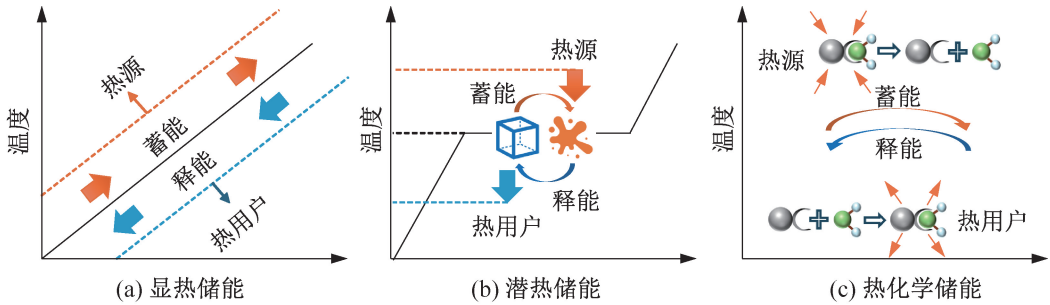 温度
热源
蓄能
释能
热用户
(a) 显热储能
温度
热源
蓄能
释能
热用户
(b) 潜热储能
温度
热源
蓄能
释能
热用户
(c) 热化学储能